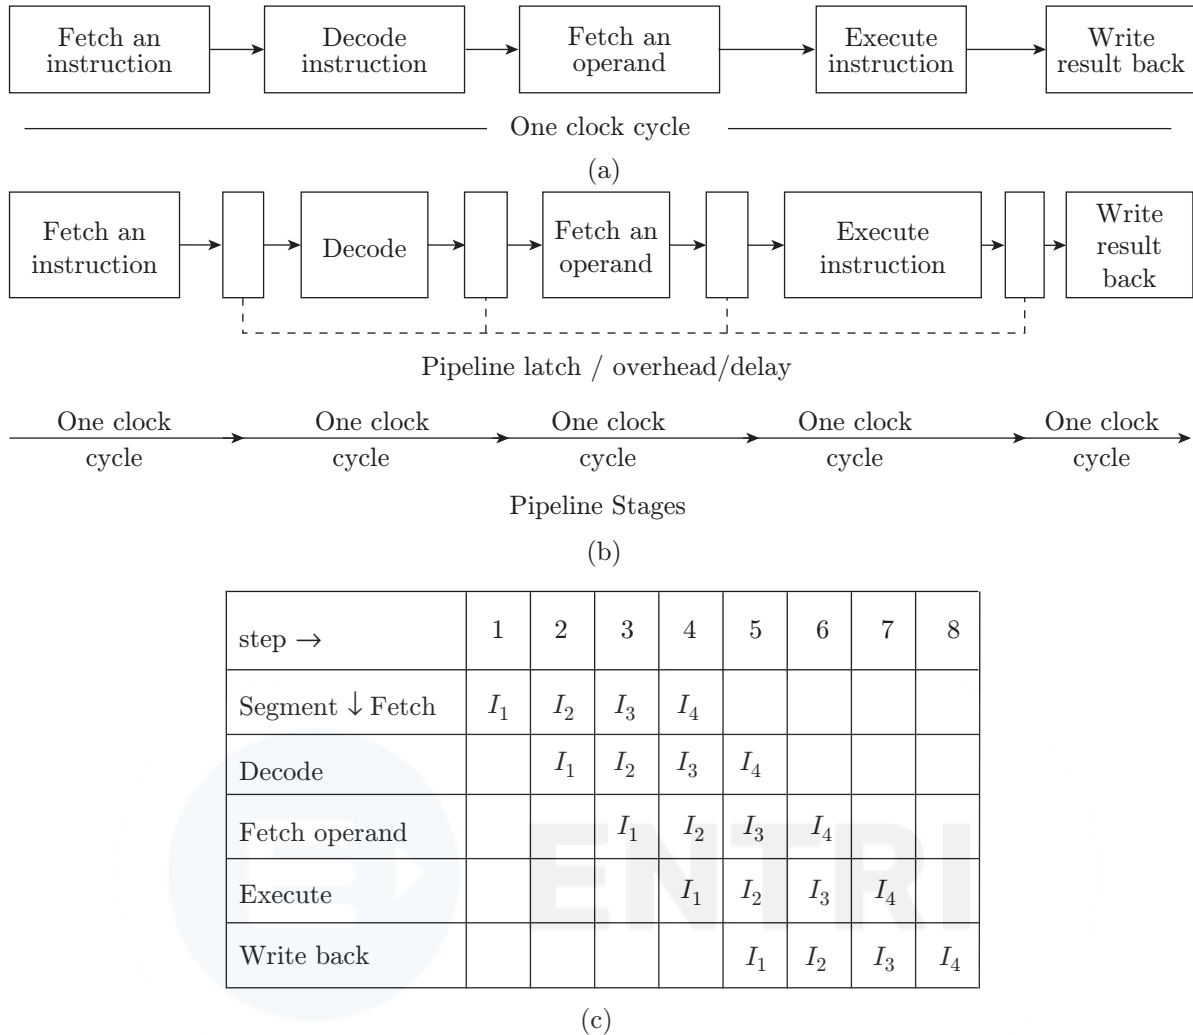 Fetch an Decode Fetch an Execute Write
instruction instruction operand instruction result back
One clock cycle
(a)
Fetch an Decode Fetch an Execute Write
instruction operand instruction result
back
Pipeline latch / overhead/delay
One clock One clock One clock One clock One clock
cycle cycle cycle cycle cycle
Pipeline Stages
(b)
step → 1 2 3 4 5 6 7 8
Segment ↓ Fetch I₁ I₂ I₃ I₄
Decode I₁ I₂ I₃ I₄
Fetch operand I₁ I₂ I₃ I₄
Execute I₁ I₂ I₃ I₄
Write back I₁ I₂ I₃ I₄
ENTRI
(c)